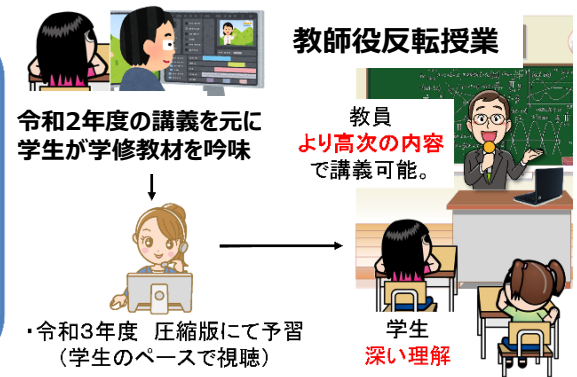 教師役反転授業
令和2年度の講義を元に
学生が学修教材を吟味
教員
より高次の内容
で講義可能。
・令和3年度 圧縮版にて予習
（学生のペースで視聴）
学生
深い理解